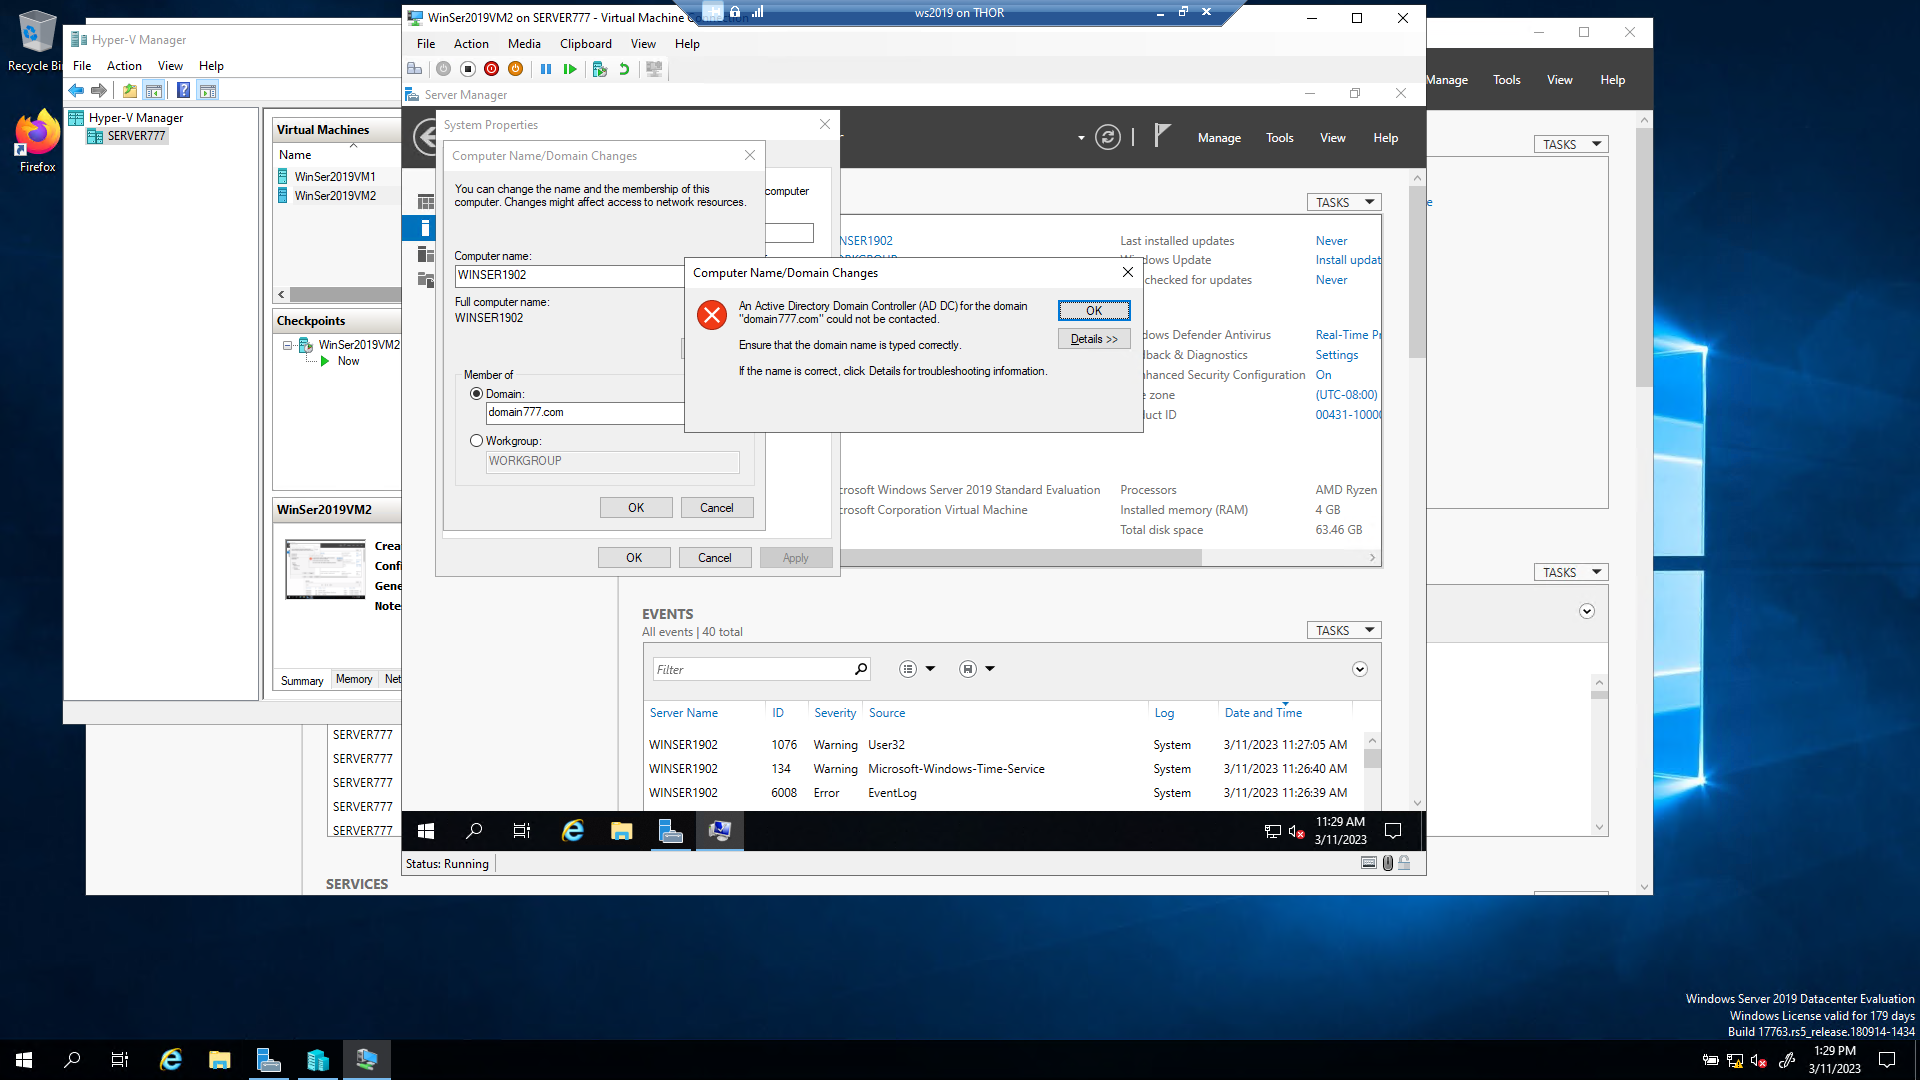 Recycle Bi
Firefox
Hyper-V Manager
File Action View Help
Hyper-V Manager
SERVER777
Virtual Machines
Name
WinSer2019VM1
WinSer2019VM2
Checkpoints
WinSer2019VM2
Now
WinSer2019VM2
Crea
Confi
Gene
Note
Summary Memory Net
SERVER777
SERVER777
SERVER777
SERVER777
SERVER777
SERVICES
WinSer2019VM2 on SERVER777 - Virtual Machine Connection
ws2019 on THOR
File Action Media Clipboard View Help
Server Manager
Manage Tools View Help
System Properties
computer
OK Cancel Apply
Computer Name/Domain Changes
You can change the name and the membership of this
computer. Changes might affect access to network resources.
Computer name:
WINSER1902
Full computer name:
WINSER1902
Member of
Domain:
domain777.com
Workgroup:
WORKGROUP
OK Cancel
Computer Name/Domain Changes
An Active Directory Domain Controller (AD DC) for the domain
"domain777.com" could not be contacted.
Ensure that the domain name is typed correctly.
If the name is correct, click Details for troubleshooting information.
OK
Details >>
TASKS
NSER1902
Last installed updates Never
Windows Update Install updat
checked for updates Never
dows Defender Antivirus Real-Time Pr
back & Diagnostics Settings
nhanced Security Configuration On
e zone (UTC-08:00)
uct ID 00431-1000
crosoft Windows Server 2019 Standard Evaluation
crosoft Corporation Virtual Machine
Processors AMD Ryzen
Installed memory (RAM) 4 GB
Total disk space 63.46 GB
EVENTS
All events | 40 total
TASKS
Filter
Server Name ID Severity Source Log Date and Time
WINSER1902 1076 Warning User32 System 3/11/2023 11:27:05 AM
WINSER1902 134 Warning Microsoft-Windows-Time-Service System 3/11/2023 11:26:40 AM
WINSER1902 6008 Error EventLog System 3/11/2023 11:26:39 AM
11:29 AM
3/11/2023
Status: Running
Manage Tools View Help
TASKS
e
TASKS
Windows Server 2019 Datacenter Evaluation
Windows License valid for 179 days
Build 17763.rs5_release.180914-1434
1:29 PM
3/11/2023